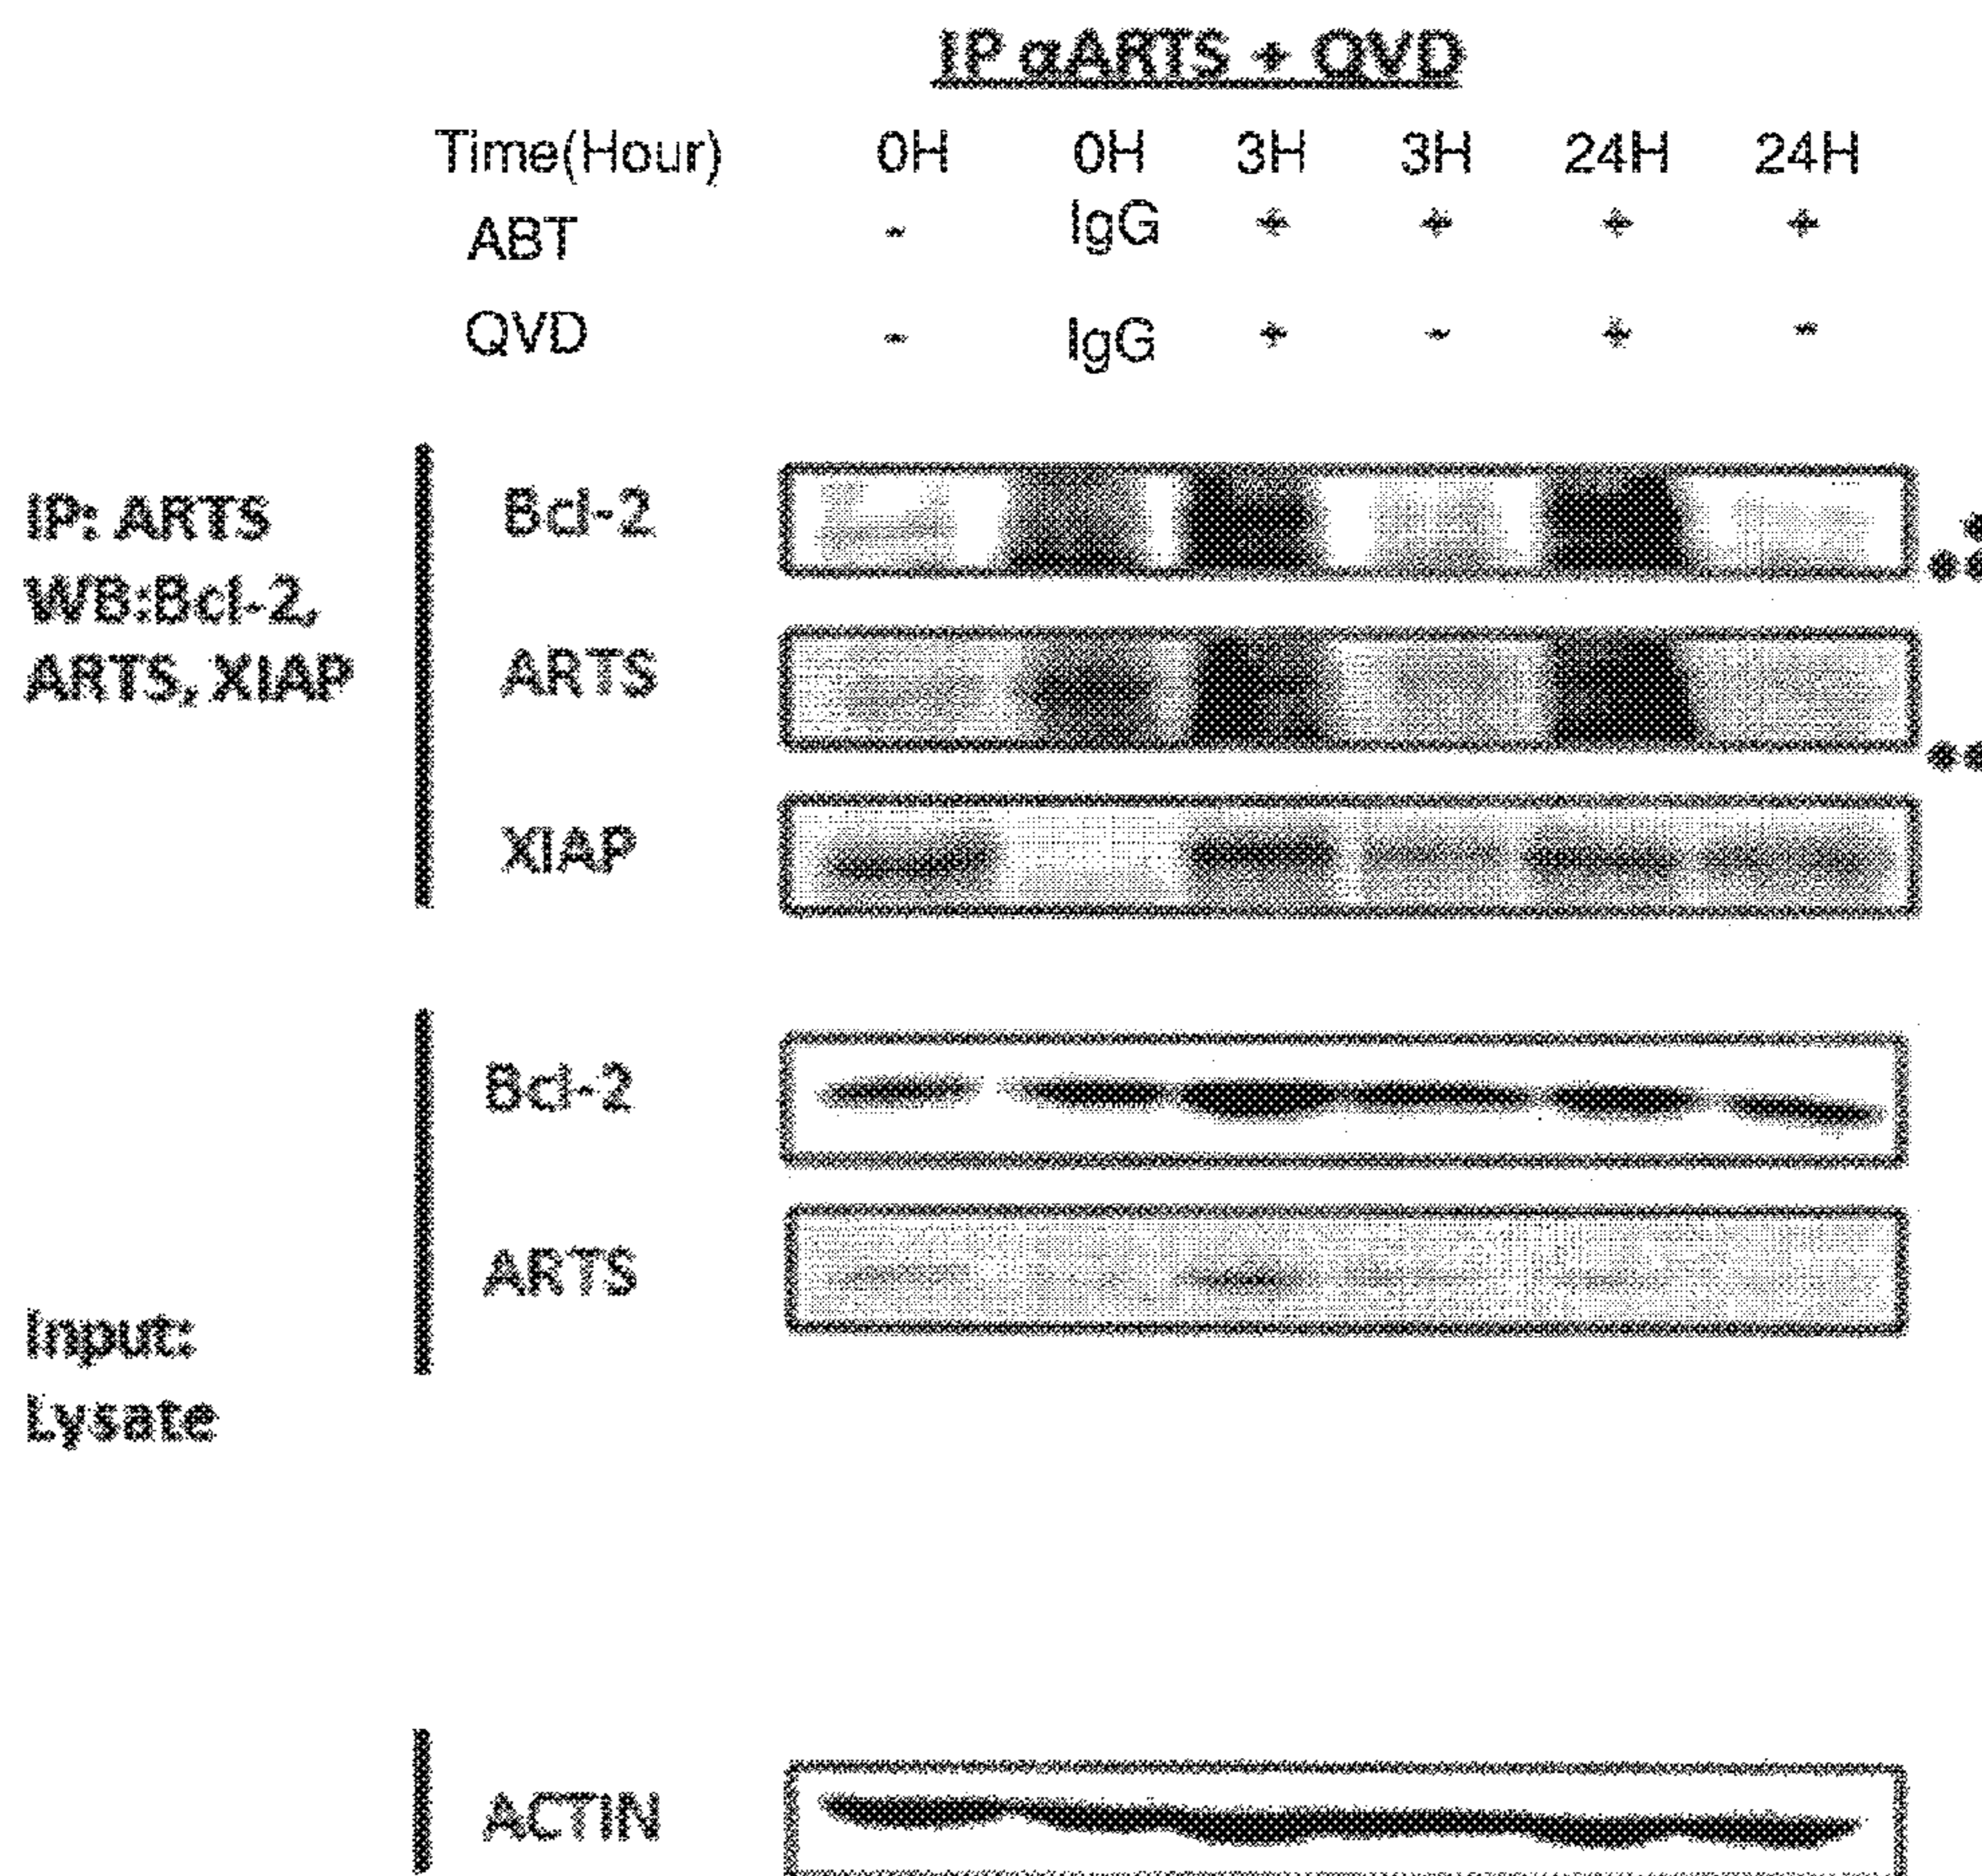 IP αARTS + QVD
Time(Hour) 0H 0H 3H 3H 24H 24H
ABT - IgG + + + +
QVD - IgG + - + -
IP: ARTS
WB:Bcl-2,
ARTS, XIAP
Bcl-2
*
**
ARTS
**
XIAP
Bcl-2
ARTS
Input:
Lysate
ACTIN